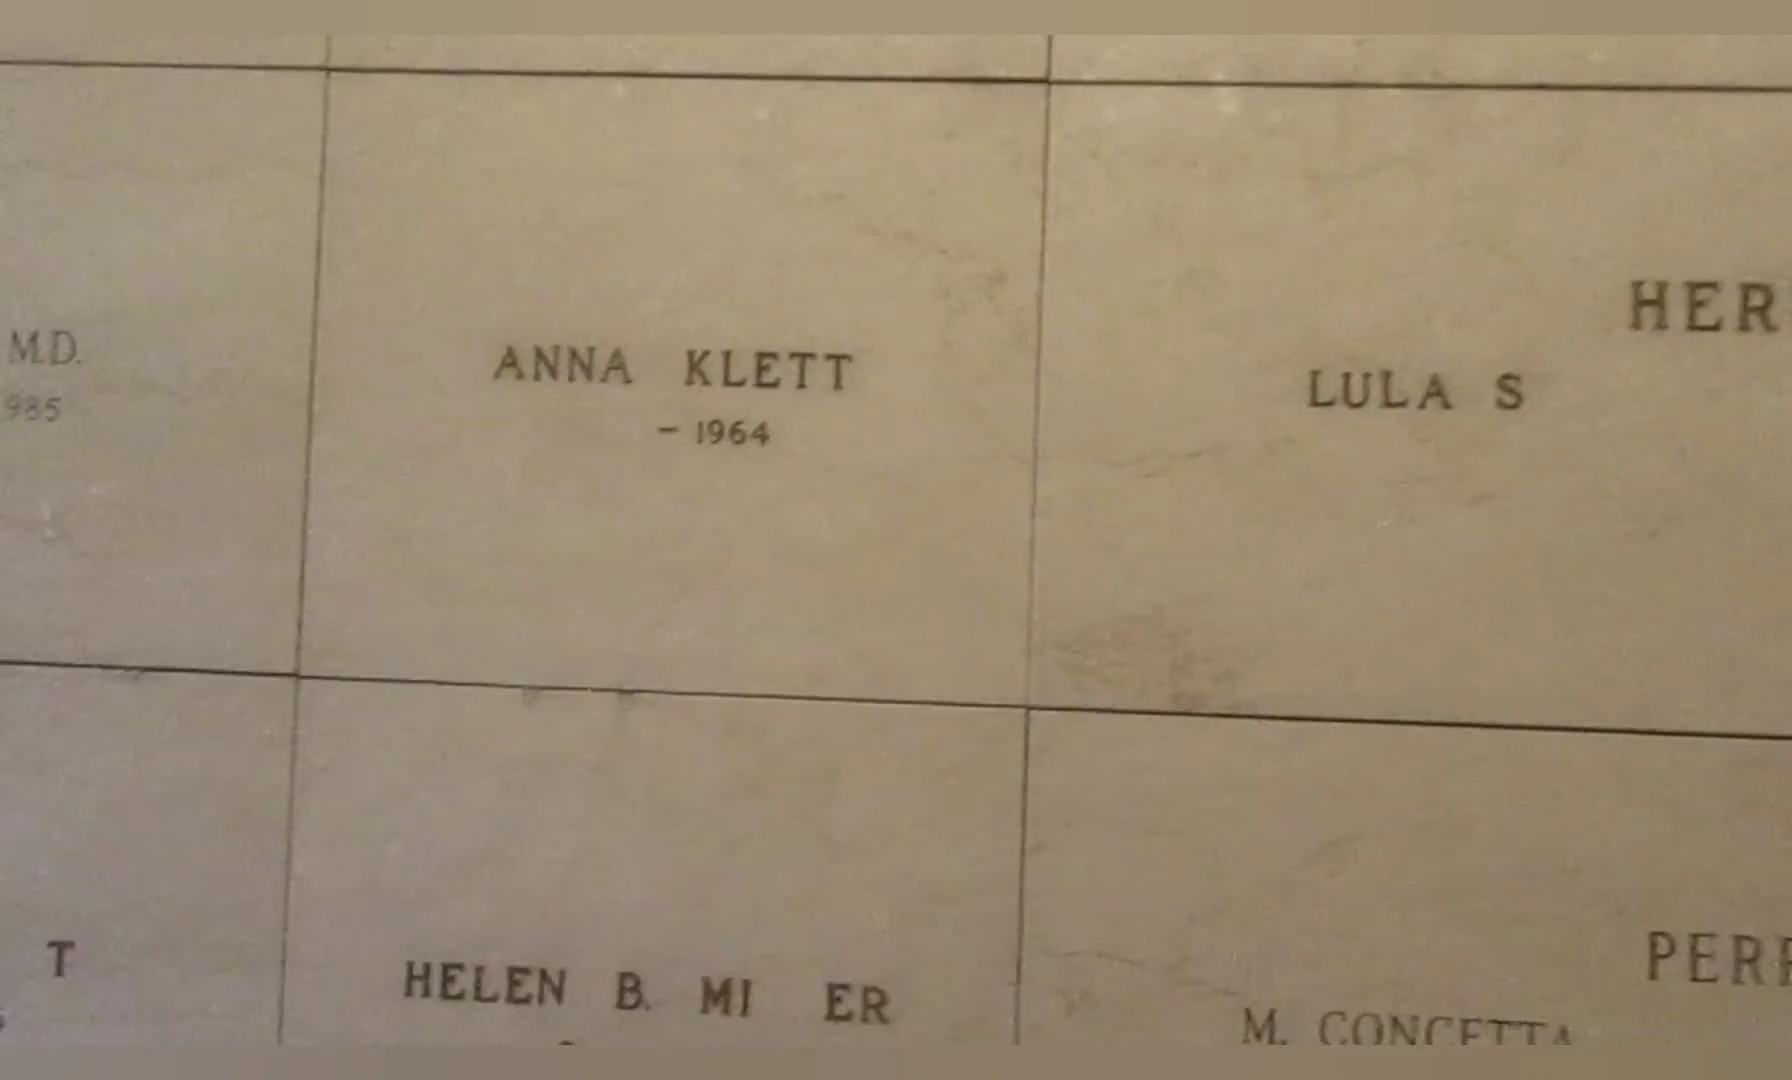 M.D.
985
ANNA KLETT
- 1964
HER
LULA S
T
HELEN B. MI ER
PER
M. CONCETTA